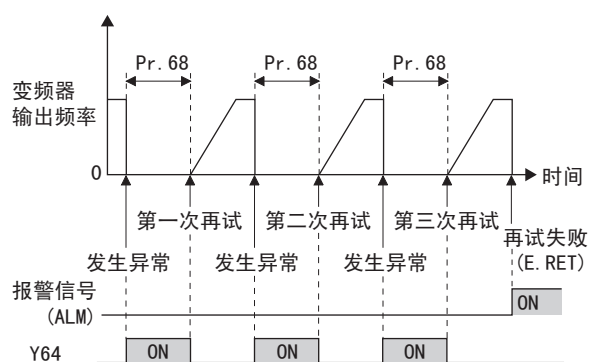 Pr. 68 Pr. 68 Pr. 68
变频器
输出频率
0
时间
第一次再试 第二次再试 第三次再试
再试失败
(E. RET)
发生异常 发生异常 发生异常
报警信号
(ALM)
ON
Y64 ON ON ON